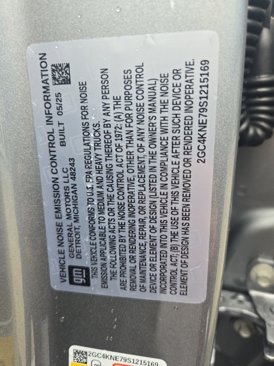 VEHICLE NOISE EMISSION CONTROL INFORMATION
BUILT 05/25
gm
GENERAL MOTORS LLC
DETROIT, MICHIGAN 48243
THIS VEHICLE CONFORMS TO U.S. EPA REGULATIONS FOR NOISE
EMISSION APPLICABLE TO MEDIUM AND HEAVY TRUCKS.
THE FOLLOWING ACTS OR THE CAUSING THEREOF BY ANY PERSON
ARE PROHIBITED BY THE NOISE CONTROL ACT OF 1972: (A) THE
REMOVAL OR RENDERING INOPERATIVE, OTHER THAN FOR PURPOSES
OF MAINTENANCE, REPAIR, OR REPLACEMENT, OF ANY NOISE CONTROL
DEVICE OR ELEMENT OF DESIGN (LISTED IN THE OWNER'S MANUAL)
INCORPORATED INTO THIS VEHICLE IN COMPLIANCE WITH THE NOISE
CONTROL ACT; (B) THE USE OF THIS VEHICLE AFTER SUCH DEVICE OR
ELEMENT OF DESIGN HAS BEEN REMOVED OR RENDERED INOPERATIVE.
2GC4KNE79S1215169
2GC4KNE79S1215169